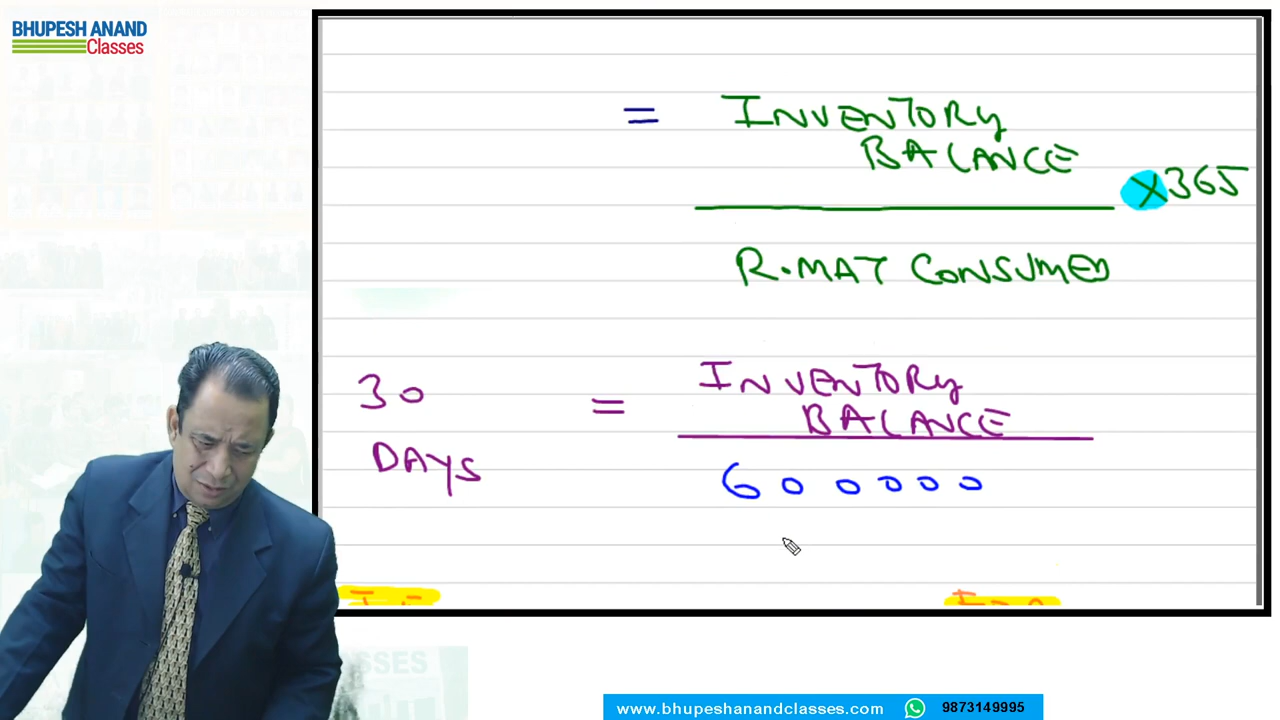 BHUPESH ANAND
Classes
= INVENTORY
BALANCE
X365
R.MAT CONSUMED
30
DAYS
= INVENTORY
BALANCE
600000
www.bhupeshanandclasses.com 9873149995